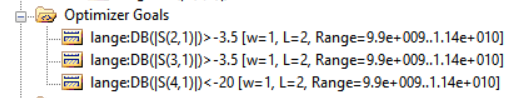 Optimizer Goals
lange:DB(|S(2,1)|)>-3.5 [w=1, L=2, Range=9.9e+009..1.14e+010]
lange:DB(|S(3,1)|)>-3.5 [w=1, L=2, Range=9.9e+009..1.14e+010]
lange:DB(|S(4,1)|)<-20 [w=1, L=2, Range=9.9e+009..1.14e+010]